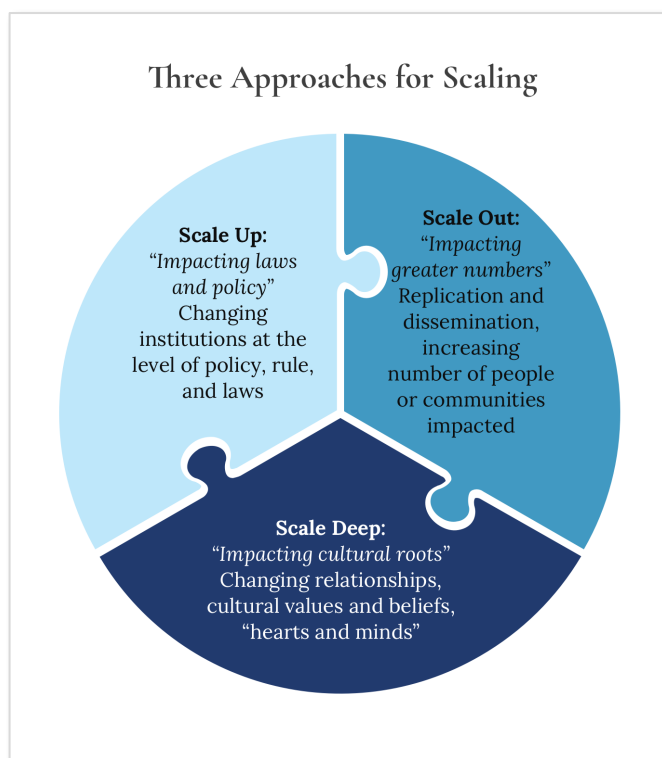 Three Approaches for Scaling
Scale Up:
“Impacting laws
and policy”
Changing
institutions at the
level of policy, rule,
and laws
Scale Out:
“Impacting
greater numbers”
Replication and
dissemination,
increasing
number of people
or communities
impacted
Scale Deep:
“Impacting cultural roots”
Changing relationships,
cultural values and beliefs,
“hearts and minds”